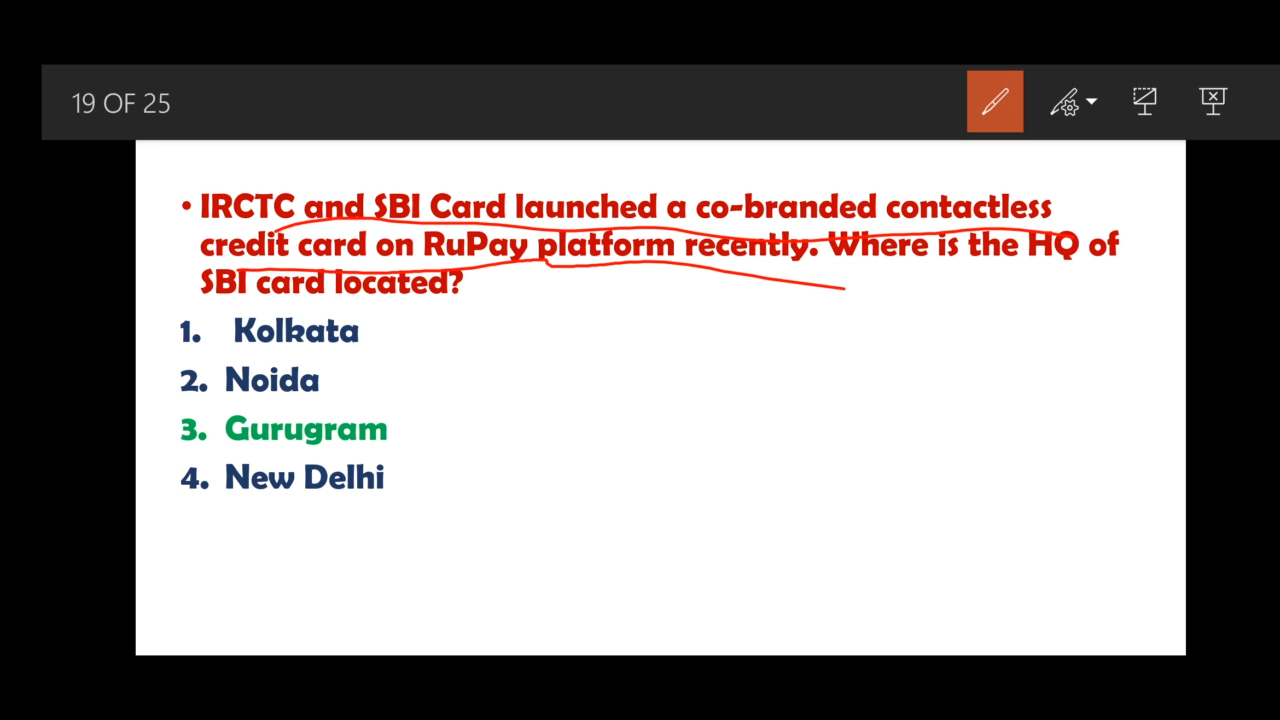 19 OF 25
• IRCTC and SBI Card launched a co-branded contactless
credit card on RuPay platform recently. Where is the HQ of
SBI card located?
1. Kolkata
2. Noida
3. Gurugram
4. New Delhi